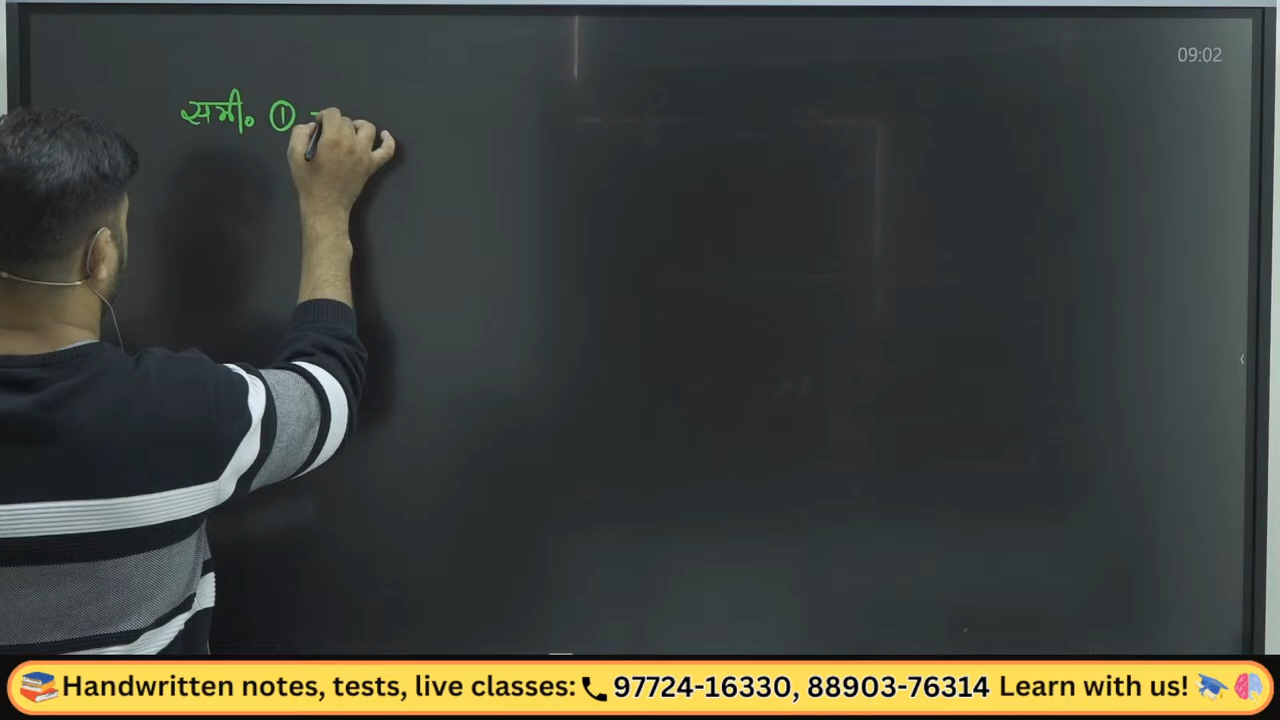 09:02
समी० ①
Handwritten notes, tests, live classes: 97724-16330, 88903-76314 Learn with us!